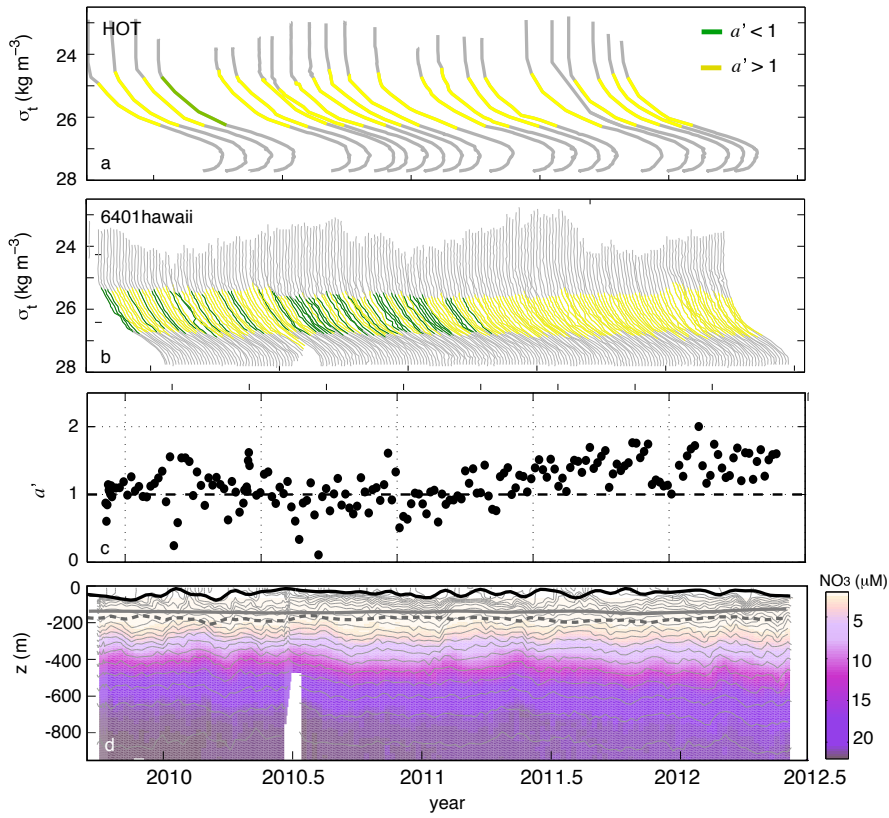 HOT
a' < 1
a' > 1
24
26
28
σt (kg m−3)
a
6401hawaii
24
26
28
σt (kg m−3)
b
2
1
0
a'
c
0
-200
-400
-600
-800
z (m)
d
NO3 (μM)
5
10
15
20
2010
2010.5
2011
2011.5
2012
2012.5
year